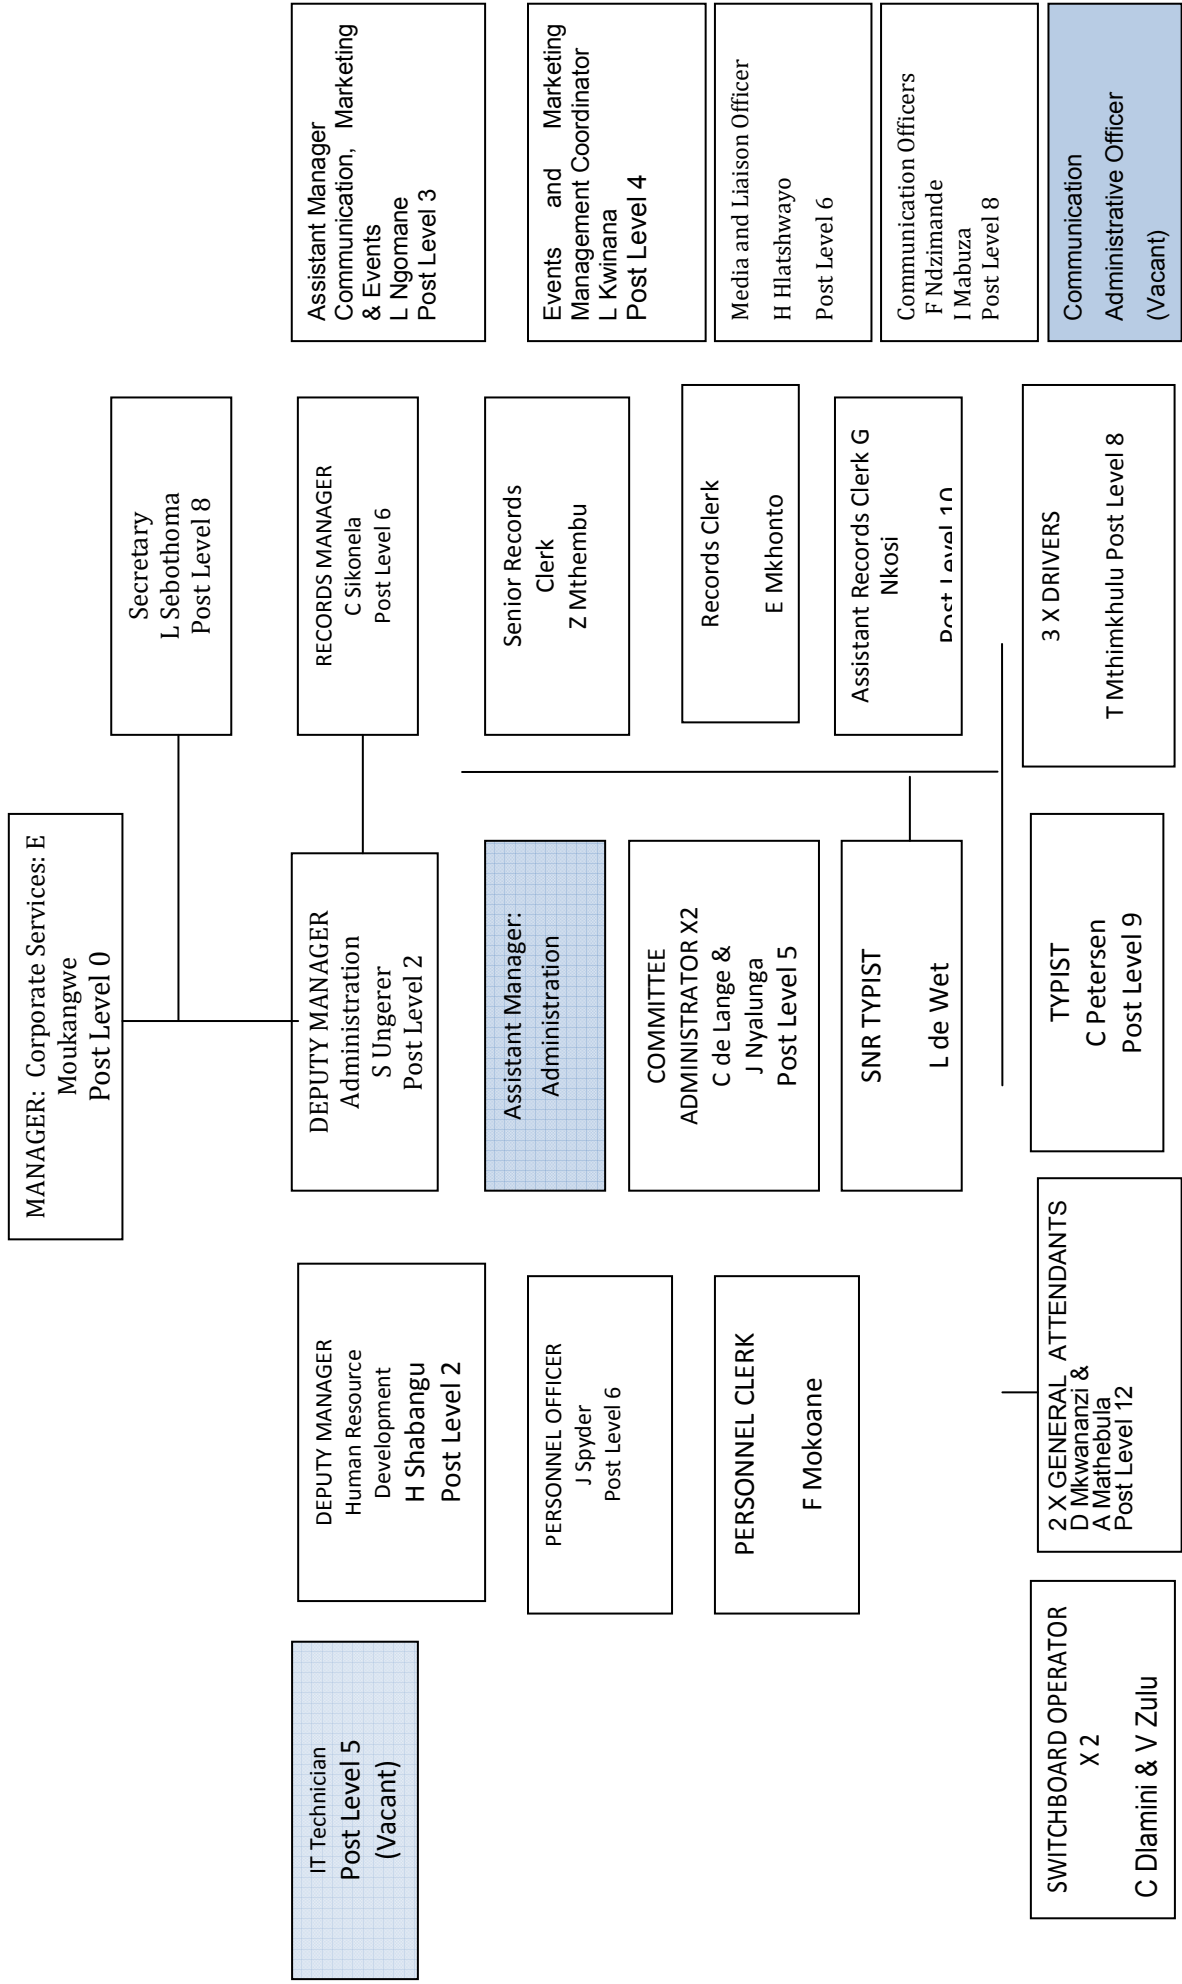 MANAGER: Corporate Services: E
Moukangwe
Post Level 0
Secretary
L Sebothoma
Post Level 8
IT Technician
Post Level 5
(Vacant)
DEPUTY MANAGER
Human Resource
Development
H Shabangu
Post Level 2
DEPUTY MANAGER
Administration
S Ungerer
Post Level 2
RECORDS MANAGER
C Sikonela
Post Level 6
Assistant Manager
Communication, Marketing
& Events
L Ngomane
Post Level 3
PERSONNEL OFFICER
J Spyder
Post Level 6
Assistant Manager:
Administration
Senior Records
Clerk
Z Mthembu
Events and Marketing
Management Coordinator
L Kwinana
Post Level 4
PERSONNEL CLERK
F Mokoane
COMMITTEE
ADMINISTRATOR X2
C de Lange &
J Nyalunga
Post Level 5
Records Clerk
E Mkhonto
Media and Liaison Officer
H Hlatshwayo
Post Level 6
SNR TYPIST
L de Wet
Assistant Records Clerk G
Nkosi
Post Level 10
Communication Officers
F Ndzimande
I Mabuza
Post Level 8
SWITCHBOARD OPERATOR
X 2
C Dlamini & V Zulu
2 X GENERAL ATTENDANTS
D Mkwananzi &
A Mathebula
Post Level 12
TYPIST
C Petersen
Post Level 9
3 X DRIVERS
T Mthimkhulu Post Level 8
Communication
Administrative Officer
(Vacant)